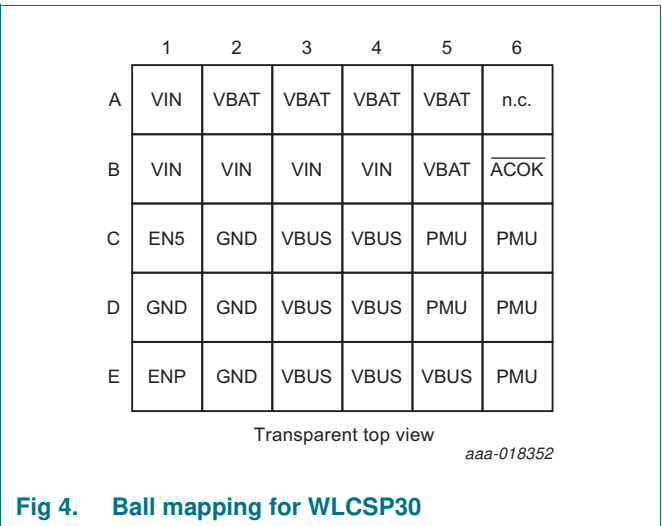 1 2 3 4 5 6
A VIN VBAT VBAT VBAT VBAT n.c.
B VIN VIN VIN VIN VBAT A̅C̅O̅K̅
C EN5 GND VBUS VBUS PMU PMU
D GND GND VBUS VBUS PMU PMU
E ENP GND VBUS VBUS VBUS PMU
Transparent top view
aaa-018352
Fig 4. Ball mapping for WLCSP30